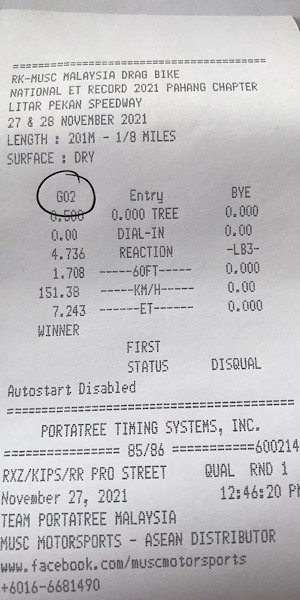 ===========================
RK-MUSC MALAYSIA DRAG BIKE
NATIONAL ET RECORD 2021 PAHANG CHAPTER
LITAR PEKAN SPEEDWAY
27 & 28 NOVEMBER 2021
LENGTH : 201M - 1/8 MILES
SURFACE : DRY
G02 Entry BYE
0.500 0.000 TREE 0.000
0.00 DIAL-IN 0.00
4.736 REACTION -LB3-
1.708 -----60FT----- 0.000
151.38 -----KM/H----- 0.00
7.243 ------ET------ 0.000
WINNER
FIRST
STATUS DISQUAL
Autostart Disabled
===========================
PORTATREE TIMING SYSTEMS, INC.
=============== 85/86 ===========600214
RXZ/KIPS/RR PRO STREET QUAL RND 1
November 27, 2021 12:46:20 PM
TEAM PORTATREE MALAYSIA
MUSC MOTORSPORTS - ASEAN DISTRIBUTOR
www.facebook.com/muscmotorsports
+6016-6681490